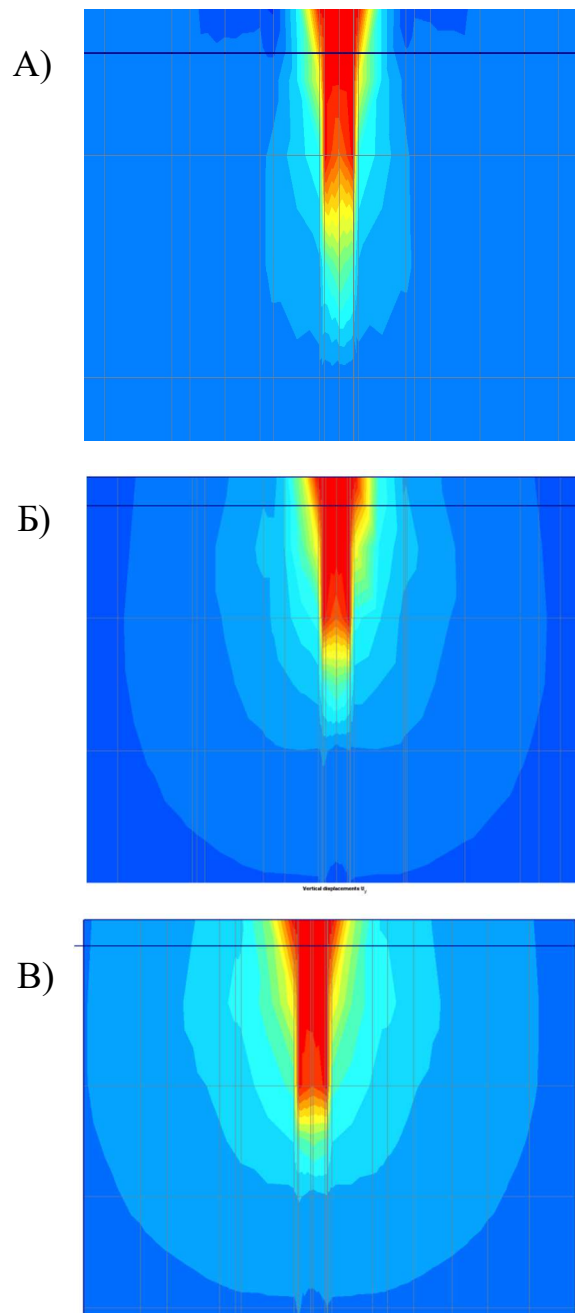 А)
Б)
Vertical displacements Uy
В)